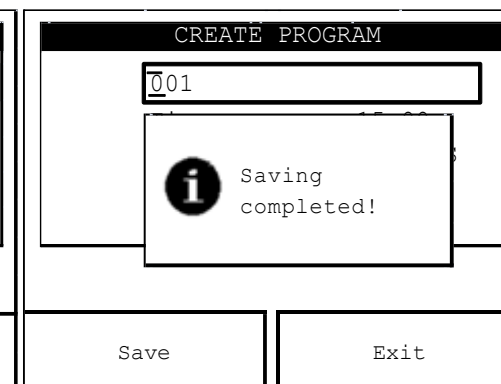 CREATE PROGRAM
001
Saving
completed!
Save
Exit